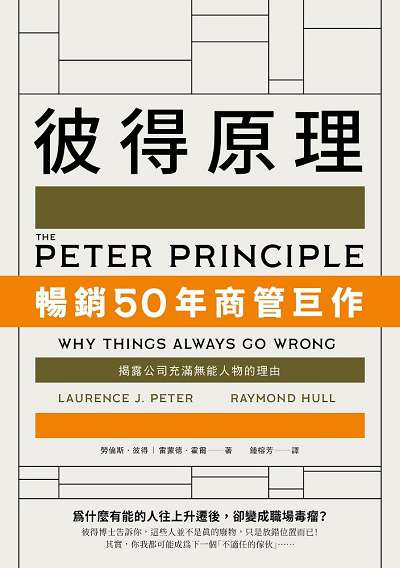 彼得原理
THE
PETER PRINCIPLE
暢銷50年商管巨作
WHY THINGS ALWAYS GO WRONG
揭露公司充滿無能人物的理由
LAURENCE J. PETER RAYMOND HULL
勞倫斯·彼得｜雷蒙德·霍爾——著 鍾榕芳——譯
為什麼有能的人往上升遷後，卻變成職場毒瘤？
彼得博士告訴你，這些人並不是真的廢物，只是放錯位置而已！
其實，你我都可能成為下一個「不適任的傢伙」……